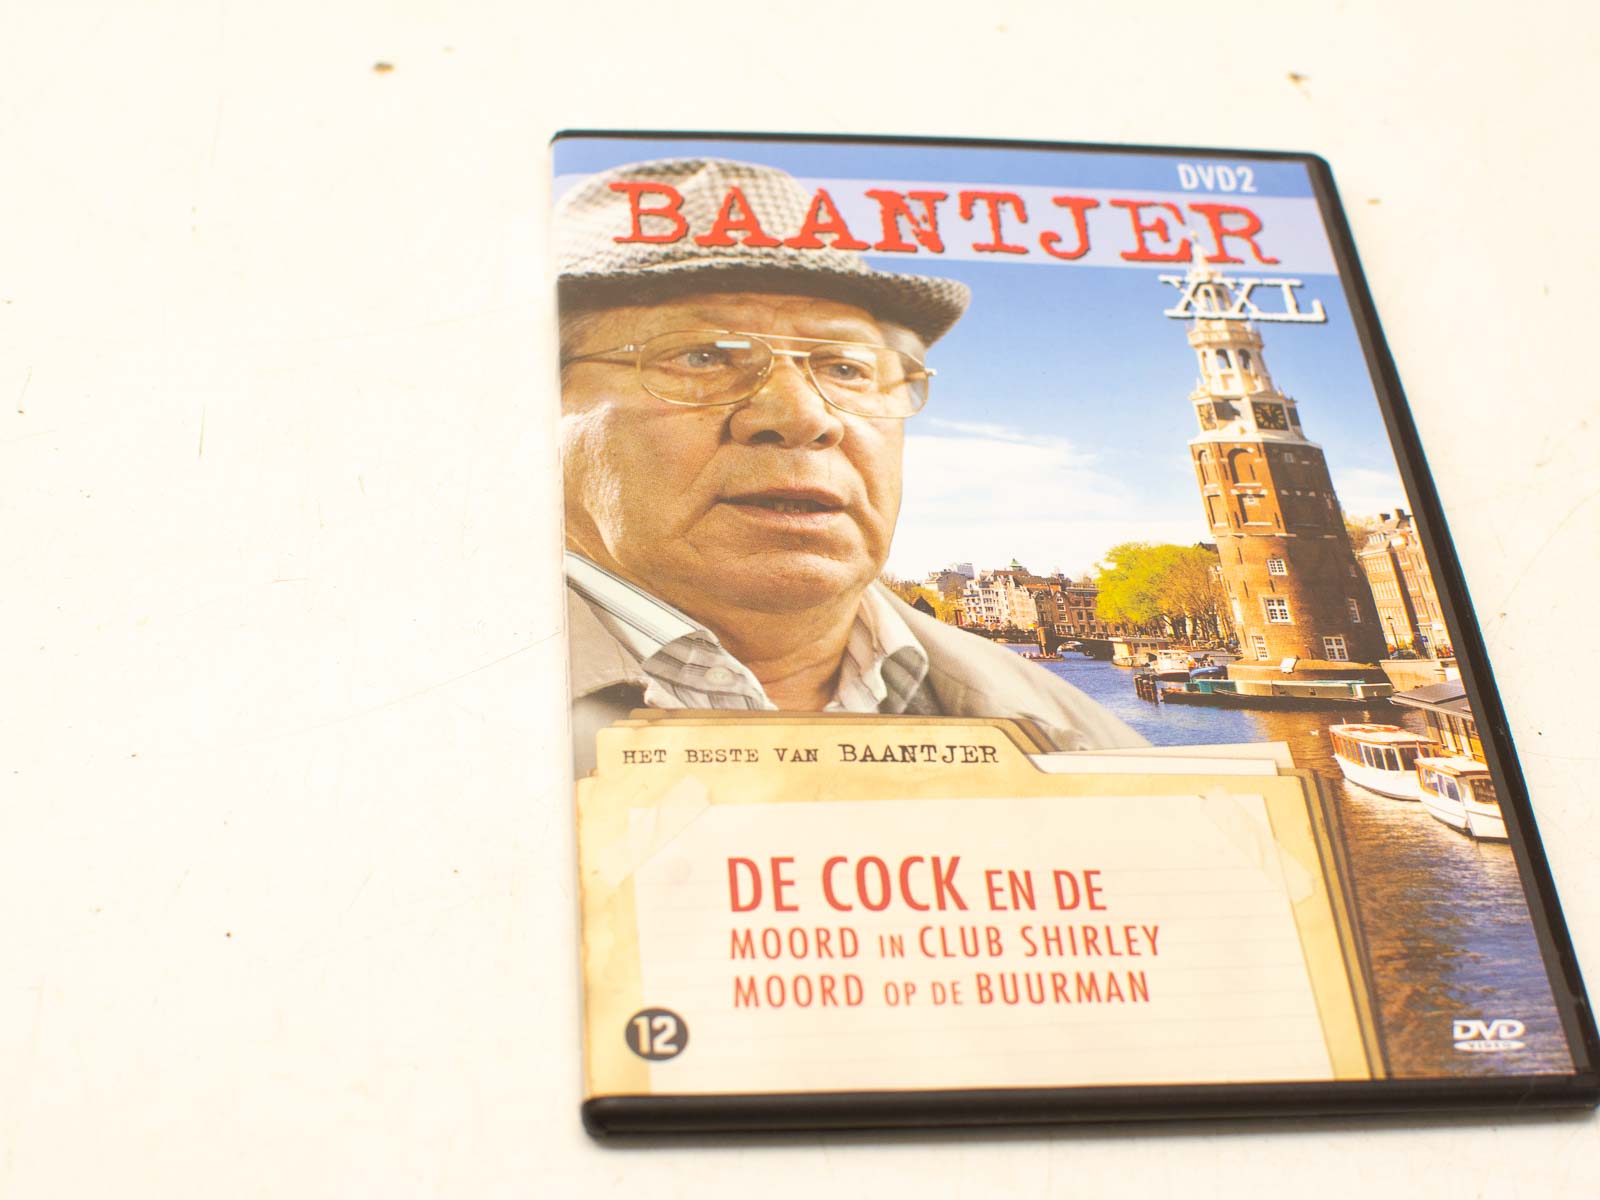 DVD2
BAANTJER
XXL
HET BESTE VAN BAANTJER
DE COCK EN DE
MOORD IN CLUB SHIRLEY
MOORD OP DE BUURMAN
12
DVD
VIDEO